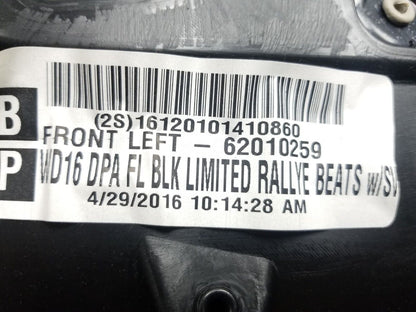 (2S)16120101410860
B
FRONT LEFT - 62010259
P
WD16 DPA FL BLK LIMITED RALLYE BEATS w/SU
4/29/2016 10:14:28 AM